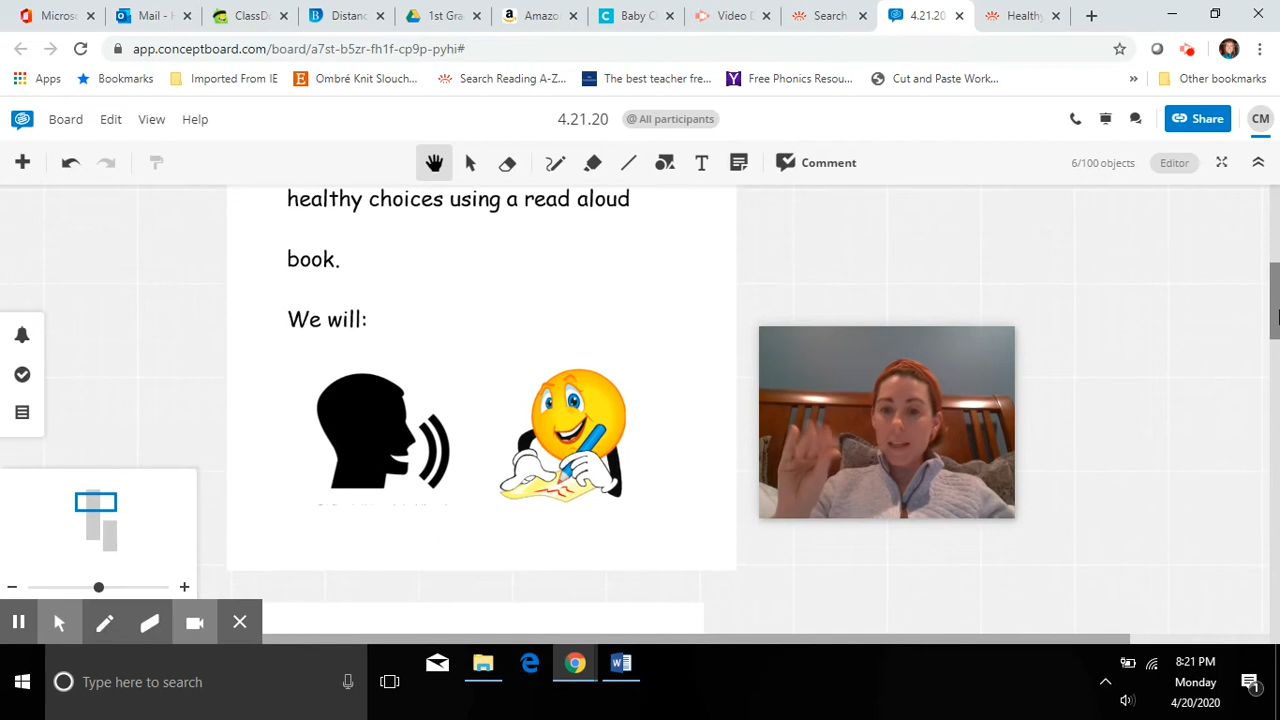 Micros
Mail - H
ClassDo
Distanc
1st Gra
Amazo
Baby C
Video D
Search
4.21.20
Healthy
app.conceptboard.com/board/a7st-b5zr-fh1f-cp9p-pyhi#
Apps
Bookmarks
Imported From IE
Ombré Knit Slouch...
Search Reading A-Z...
The best teacher fre...
Free Phonics Resou...
Cut and Paste Work...
»
Other bookmarks
Board
Edit
View
Help
4.21.20
@ All participants
Share
CM
Comment
6/100 objects
Editor
healthy choices using a read aloud
book.
We will:
Type here to search
8:21 PM
Monday
4/20/2020
1